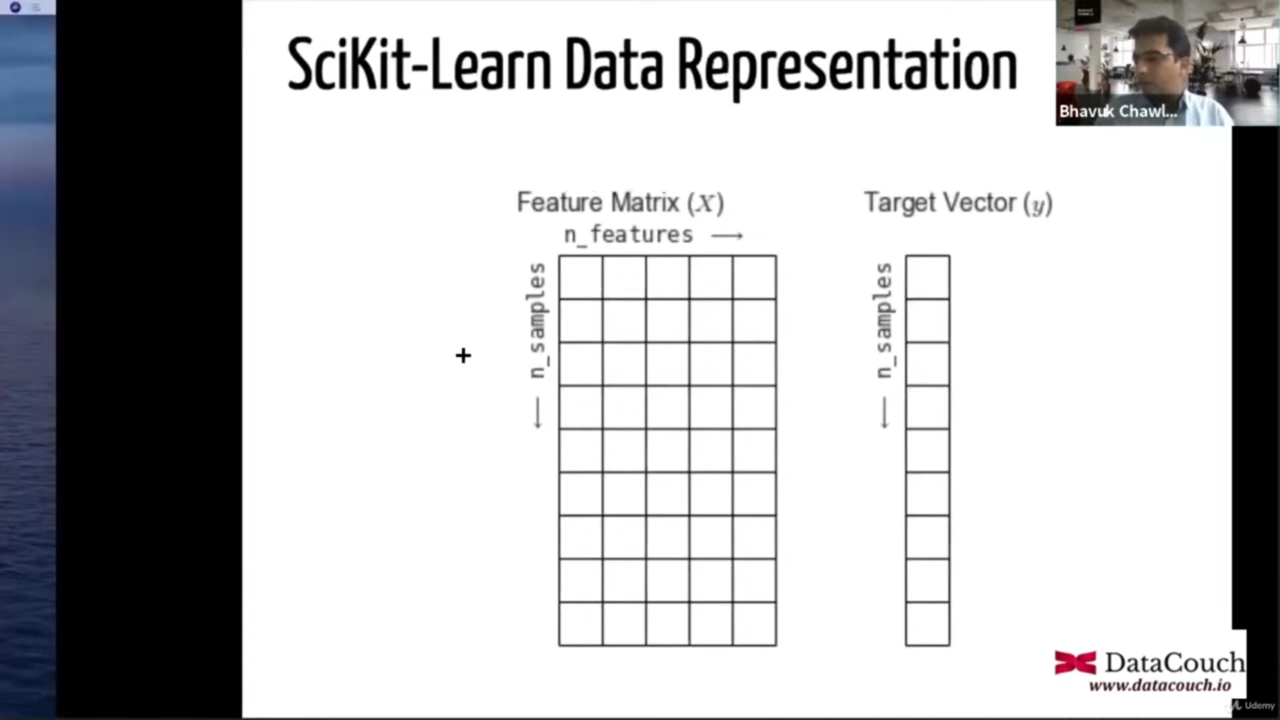 SciKit-Learn Data Representation
Bhavuk Chawl...
Feature Matrix (X)
n_features ⟶
n_samples
Target Vector (y)
n_samples
DataCouch
www.datacouch.io
Udemy